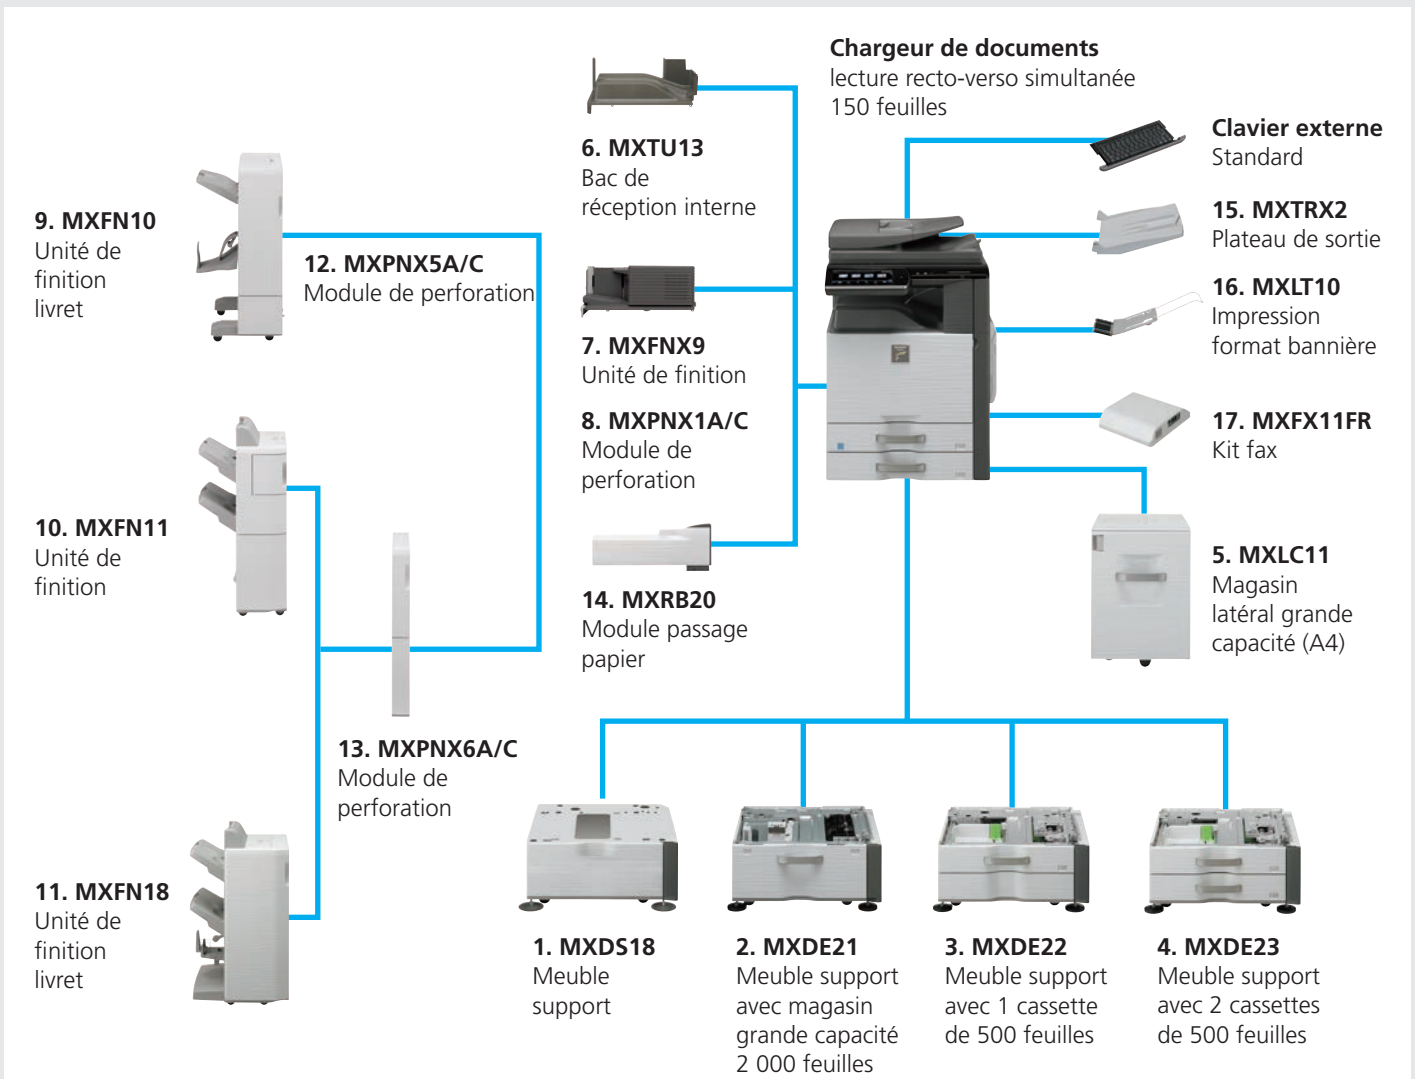 Chargeur de documents
lecture recto-verso simultanée
150 feuilles
Clavier externe
Standard
6. MXTU13
Bac de
réception interne
9. MXFN10
Unité de
finition
livret
12. MXPNX5A/C
Module de perforation
15. MXTRX2
Plateau de sortie
16. MXLT10
Impression
format bannière
7. MXFNX9
Unité de finition
8. MXPNX1A/C
Module de
perforation
17. MXFX11FR
Kit fax
10. MXFN11
Unité de
finition
5. MXLC11
Magasin
latéral grande
capacité (A4)
14. MXRB20
Module passage
papier
13. MXPNX6A/C
Module de
perforation
11. MXFN18
Unité de
finition
livret
1. MXDS18
Meuble
support
2. MXDE21
Meuble support
avec magasin
grande capacité
2 000 feuilles
3. MXDE22
Meuble support
avec 1 cassette
de 500 feuilles
4. MXDE23
Meuble support
avec 2 cassettes
de 500 feuilles